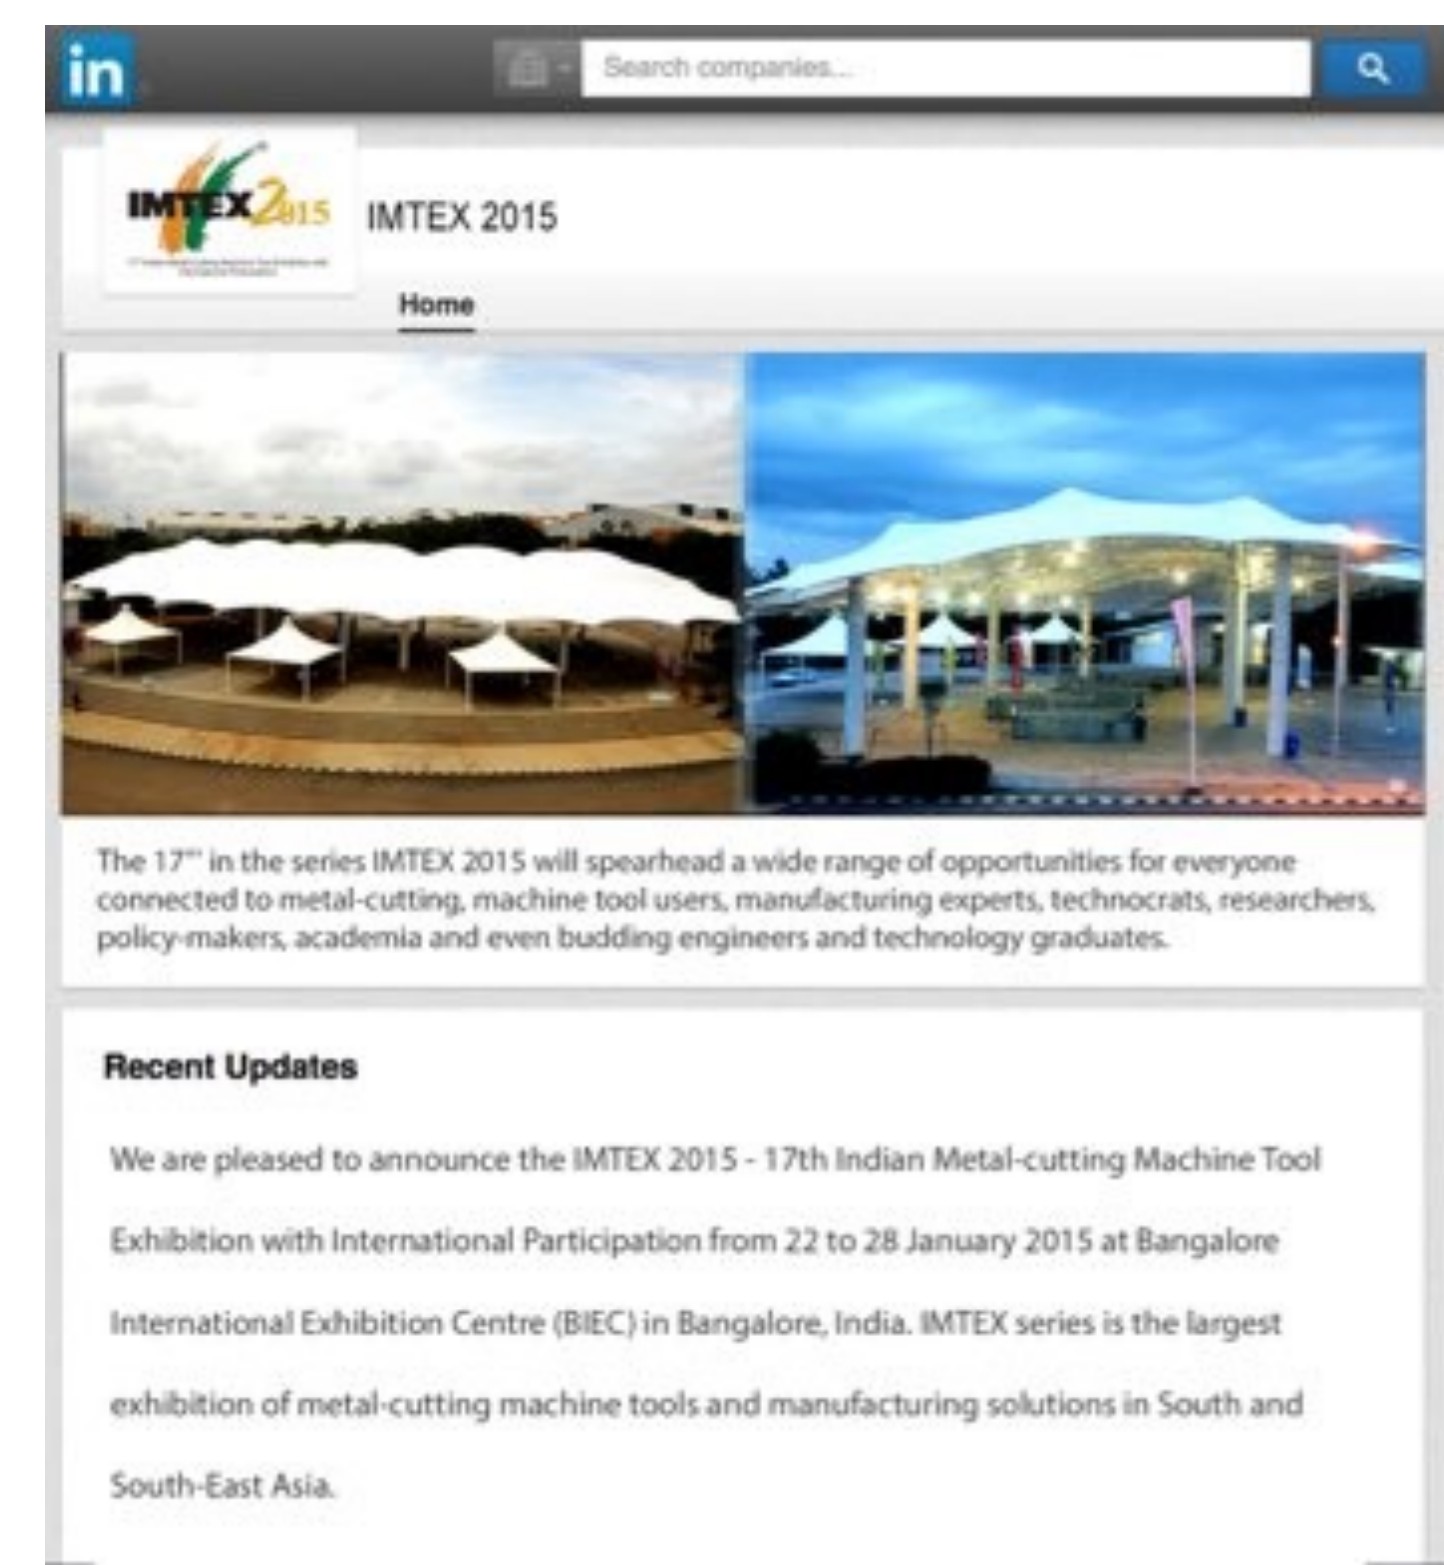 in
Search companies...
IMTEX2015
IMTEX 2015
Home
The 17" in the series IMTEX 2015 will spearhead a wide range of opportunities for everyone
connected to metal-cutting, machine tool users, manufacturing experts, technocrats, researchers,
policy-makers, academia and even budding engineers and technology graduates.
Recent Updates
We are pleased to announce the IMTEX 2015 - 17th Indian Metal-cutting Machine Tool
Exhibition with International Participation from 22 to 28 January 2015 at Bangalore
International Exhibition Centre (BIEC) in Bangalore, India. IMTEX series is the largest
exhibition of metal-cutting machine tools and manufacturing solutions in South and
South-East Asia.